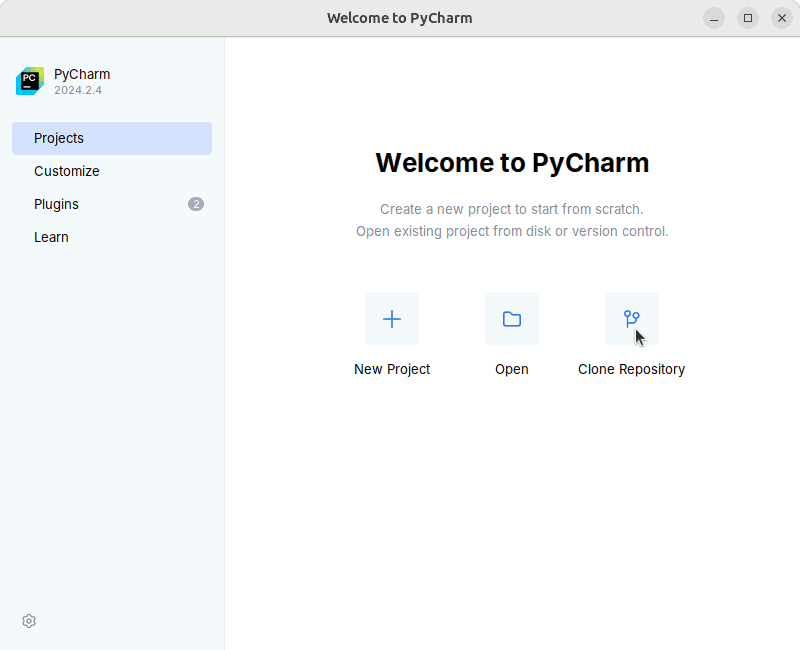 Welcome to PyCharm
PC
PyCharm
2024.2.4
Projects
Customize
Plugins
2
Learn
Welcome to PyCharm
Create a new project to start from scratch.
Open existing project from disk or version control.
New Project
Open
Clone Repository